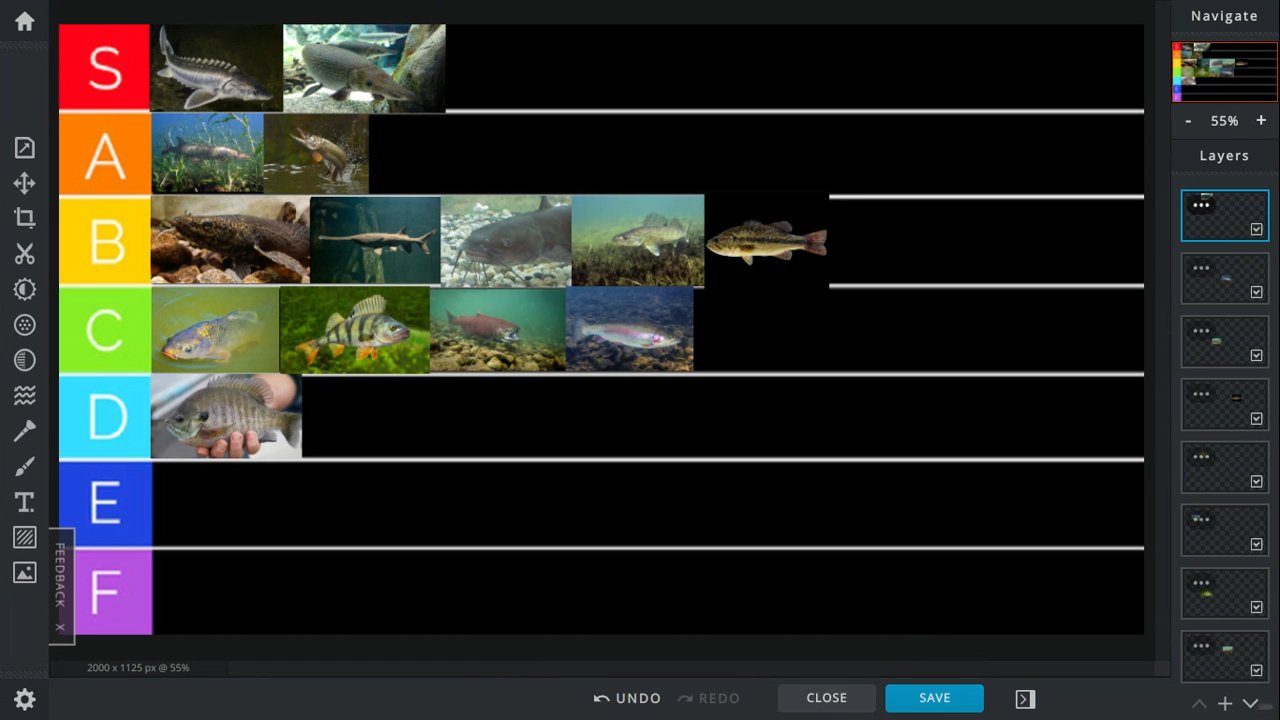 Navigate
S
- 55% +
A
Layers
B
C
D
E
FEEDBACK X
F
2000 x 1125 px @ 55%
UNDO
REDO
CLOSE
SAVE